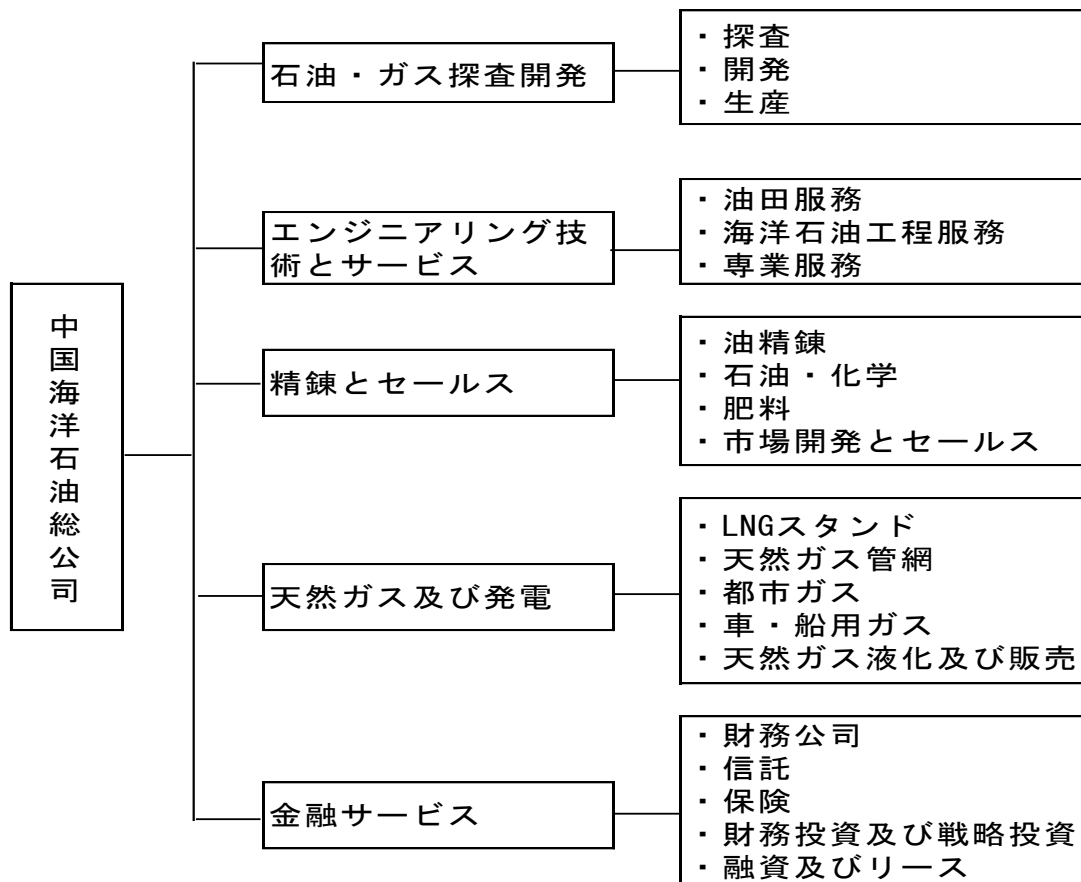 中国海洋石油総公司
石油・ガス探査開発
・探査
・開発
・生産
エンジニアリング技
術とサービス
・油田服務
・海洋石油工程服務
・専業服務
精錬とセールス
・油精錬
・石油・化学
・肥料
・市場開発とセールス
天然ガス及び発電
・LNGスタンド
・天然ガス管網
・都市ガス
・車・船用ガス
・天然ガス液化及び販売
金融サービス
・財務公司
・信託
・保険
・財務投資及び戦略投資
・融資及びリース